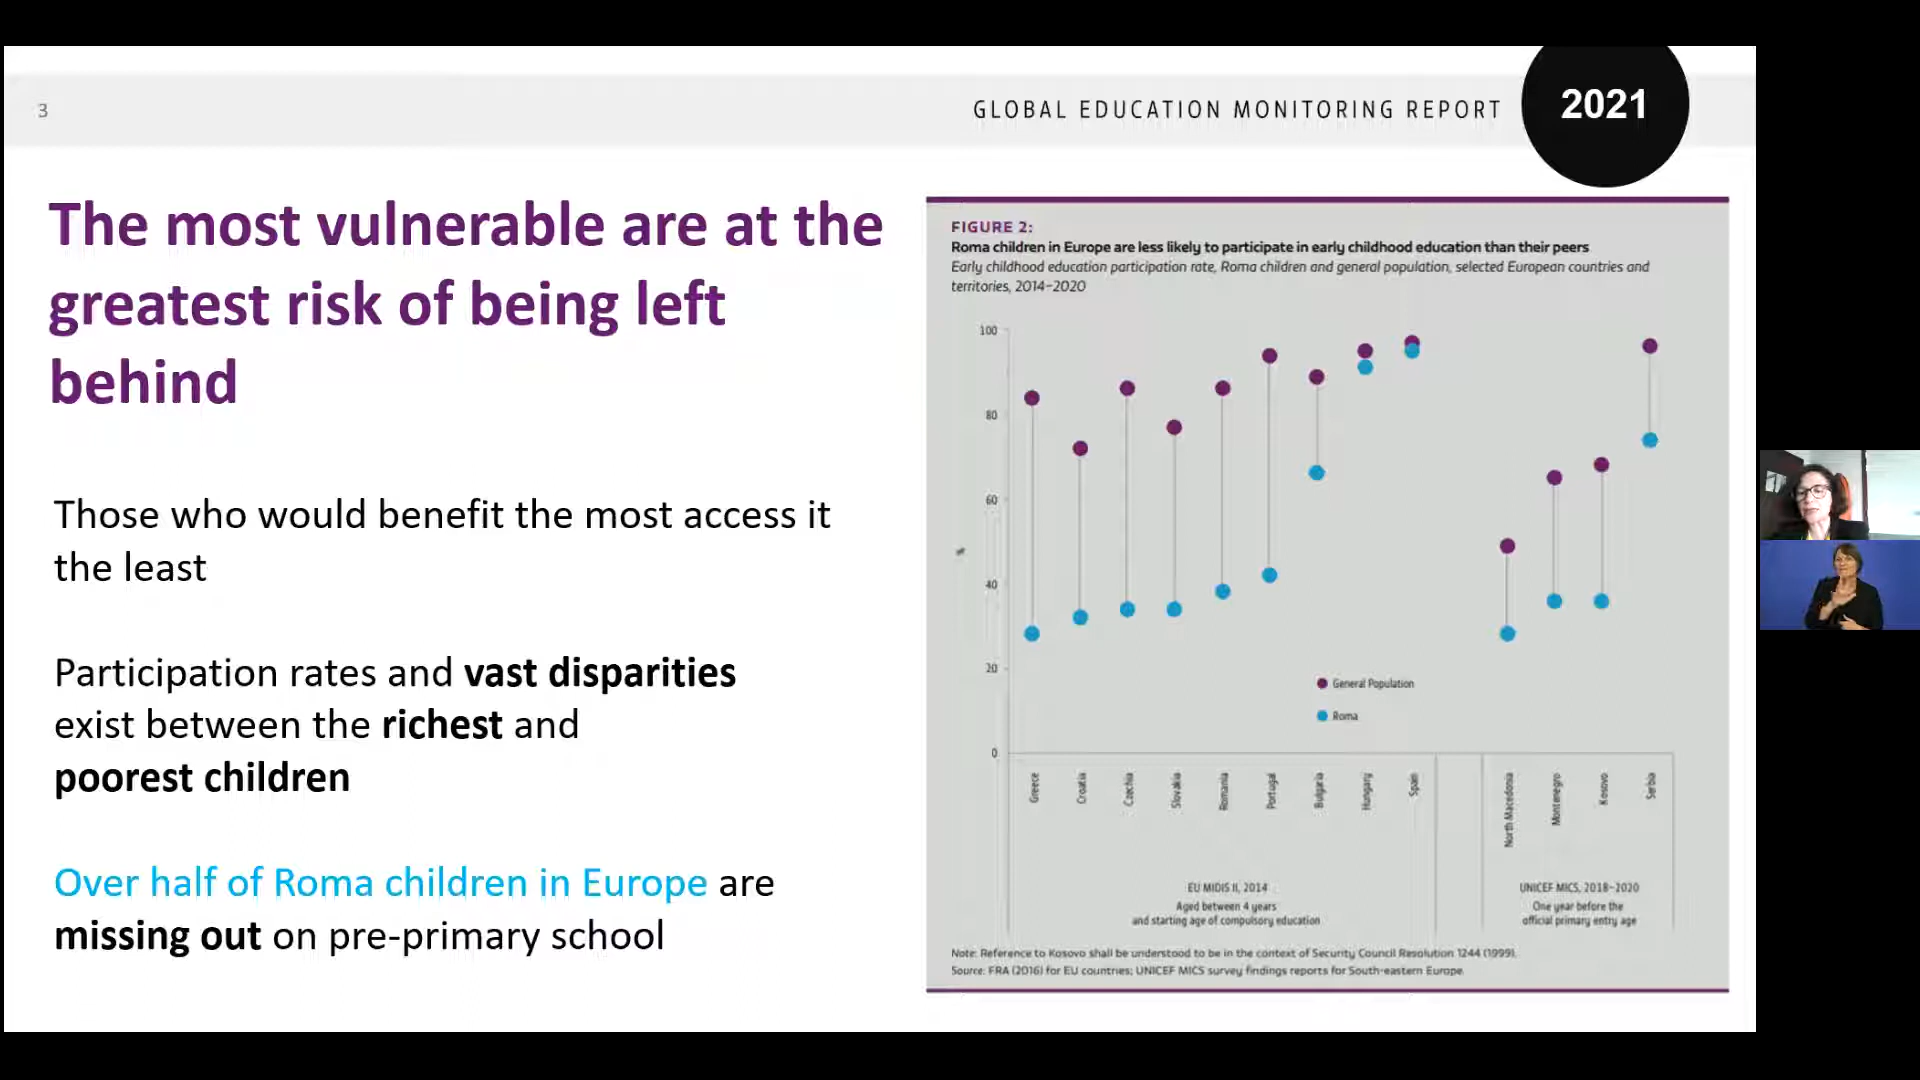 3
GLOBAL EDUCATION MONITORING REPORT
2021
The most vulnerable are at the
greatest risk of being left
behind
Those who would benefit the most access it
the least
Participation rates and vast disparities
exist between the richest and
poorest children
Over half of Roma children in Europe are
missing out on pre-primary school
FIGURE 2:
Roma children in Europe are less likely to participate in early childhood education than their peers
Early childhood education participation rate, Roma children and general population, selected European countries and
territories, 2014–2020
100
80
60
%
40
20
0
General Population
Roma
Greece
Croatia
Czechia
Slovakia
Romania
Portugal
Bulgaria
Hungary
Spain
North Macedonia
Montenegro
Kosovo
Serbia
EU MIDIS II, 2014
Aged between 4 years
and starting age of compulsory education
UNICEF MICS, 2018–2020
One year before the
official primary entry age
Note: Reference to Kosovo shall be understood to be in the context of Security Council Resolution 1244 (1999).
Source: FRA (2016) for EU countries; UNICEF MICS survey findings reports for South-eastern Europe.